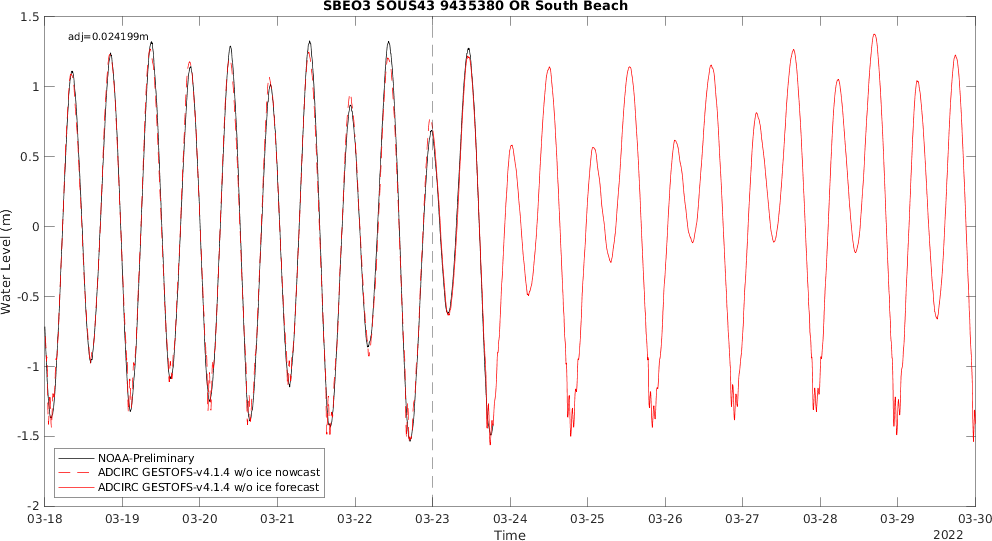 SBEO3 SOUS43 9435380 OR South Beach
adj=0.024199m
1.5
1
0.5
0
-0.5
-1
-1.5
-2
Water Level (m)
NOAA-Preliminary
ADCIRC GESTOFS-v4.1.4 w/o ice nowcast
ADCIRC GESTOFS-v4.1.4 w/o ice forecast
03-18 03-19 03-20 03-21 03-22 03-23 03-24 03-25 03-26 03-27 03-28 03-29 03-30
Time
2022